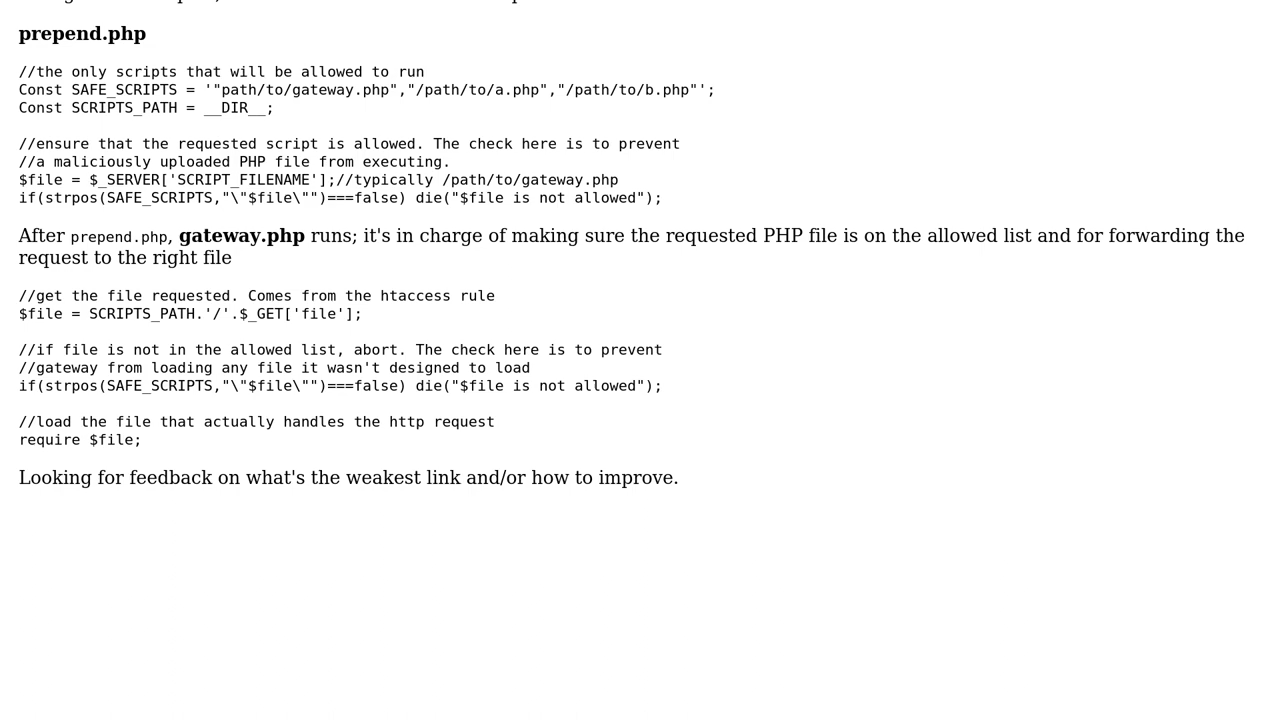 prepend.php
//the only scripts that will be allowed to run
Const SAFE_SCRIPTS = '"path/to/gateway.php","/path/to/a.php","/path/to/b.php"';
Const SCRIPTS_PATH = __DIR__;
//ensure that the requested script is allowed. The check here is to prevent
//a maliciously uploaded PHP file from executing.
$file = $_SERVER['SCRIPT_FILENAME'];//typically /path/to/gateway.php
if(strpos(SAFE_SCRIPTS,"\"$file\"")===false) die("$file is not allowed");
After prepend.php, gateway.php runs; it's in charge of making sure the requested PHP file is on the allowed list and for forwarding the
request to the right file
//get the file requested. Comes from the htaccess rule
$file = SCRIPTS_PATH.'/'.$_GET['file'];
//if file is not in the allowed list, abort. The check here is to prevent
//gateway from loading any file it wasn't designed to load
if(strpos(SAFE_SCRIPTS,"\"$file\"")===false) die("$file is not allowed");
//load the file that actually handles the http request
require $file;
Looking for feedback on what's the weakest link and/or how to improve.